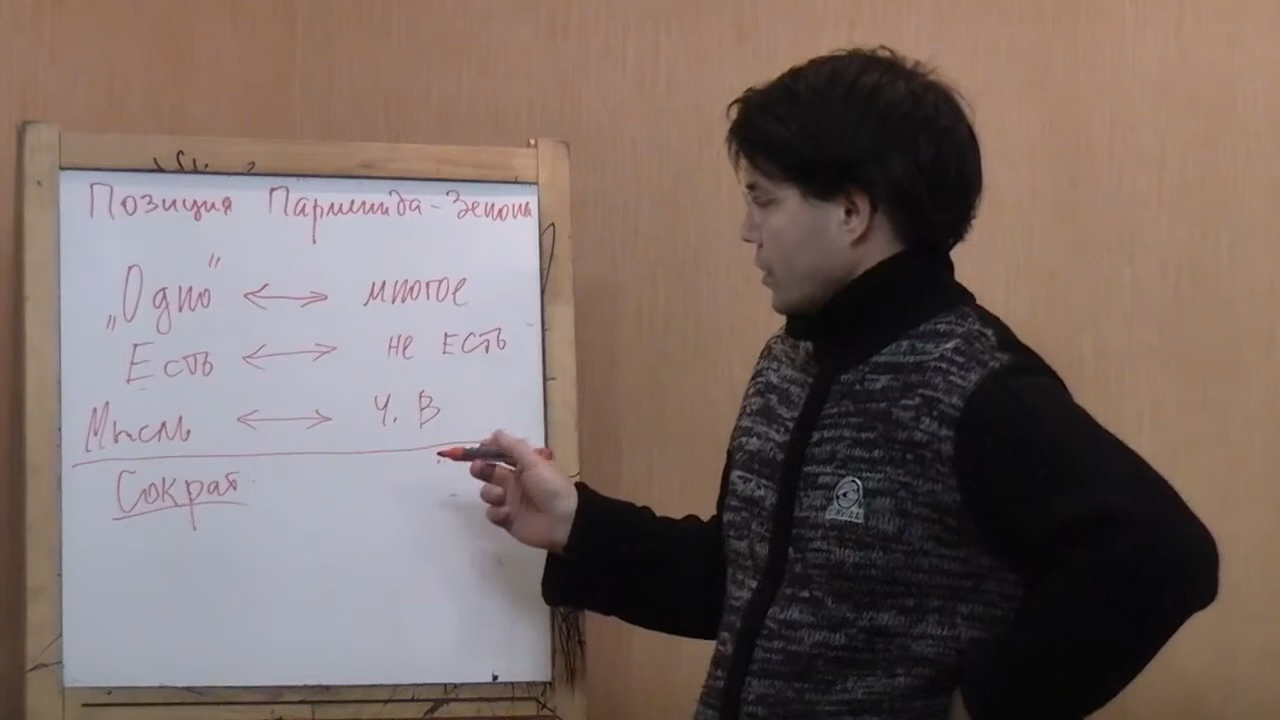 Позиция Парменида - Зенона
„Одно" ↔ многое
Есть ↔ не есть
Мысль ↔ Ч. В
Сократ